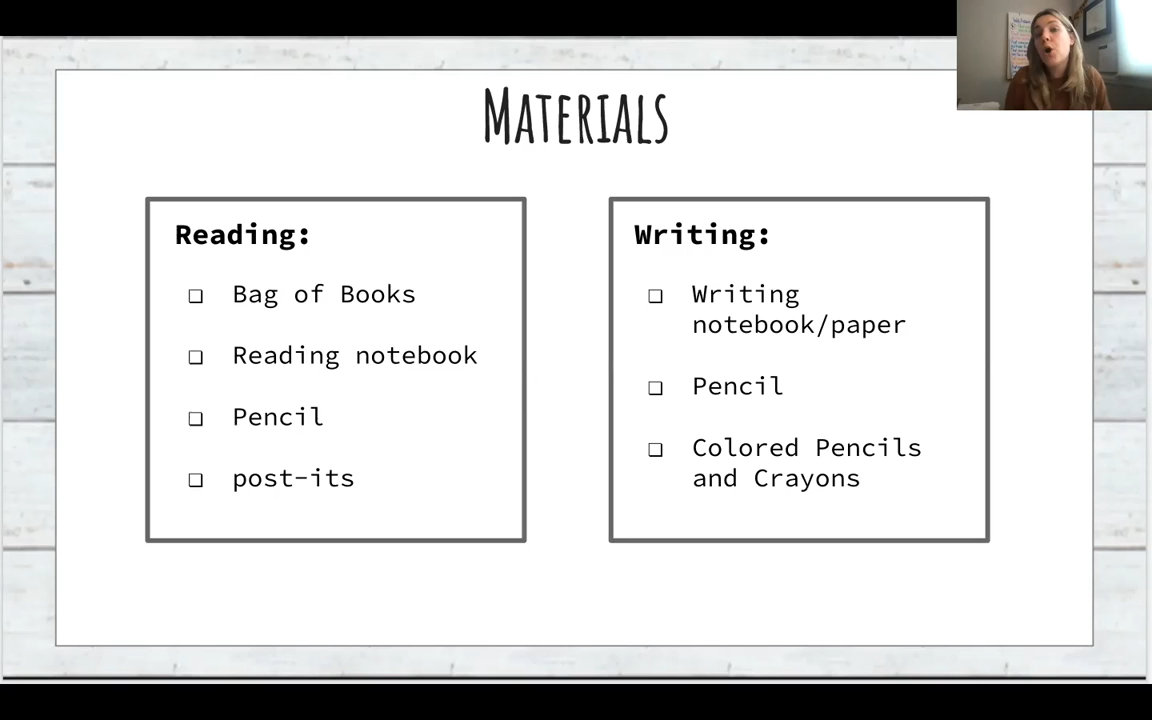 Materials
Reading:
❏ Bag of Books
❏ Reading notebook
❏ Pencil
❏ post-its
Writing:
❏ Writing
notebook/paper
❏ Pencil
❏ Colored Pencils
and Crayons